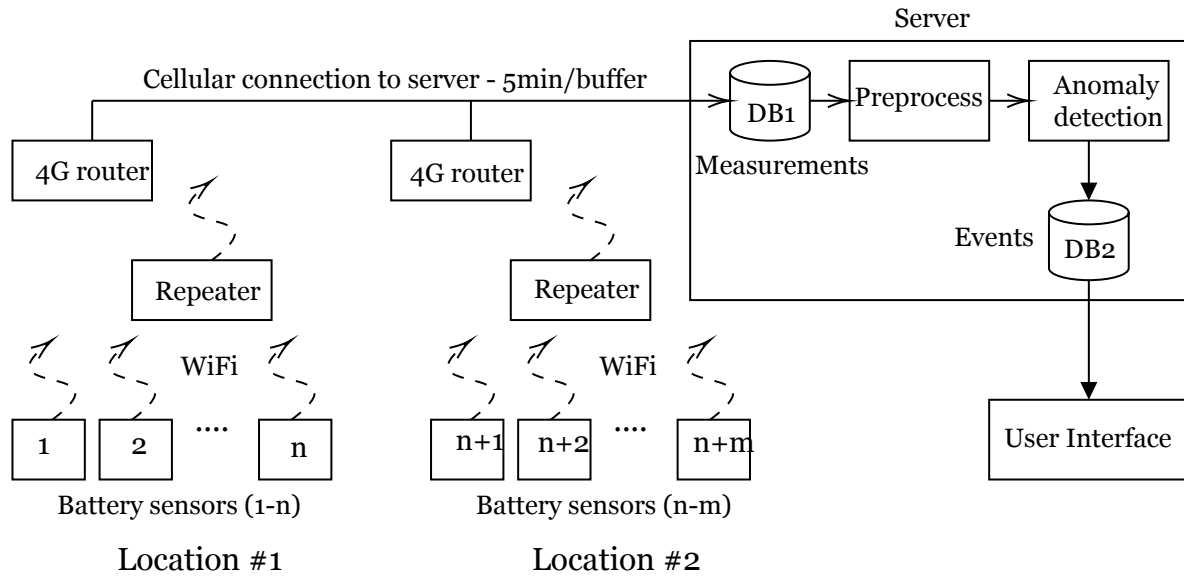 Server
Cellular connection to server - 5min/buffer
DB1
Preprocess
Anomaly
detection
Measurements
4G router
4G router
Events
DB2
Repeater
Repeater
WiFi
WiFi
1
2
....
n
n+1
n+2
....
n+m
User Interface
Battery sensors (1-n)
Battery sensors (n-m)
Location #1
Location #2